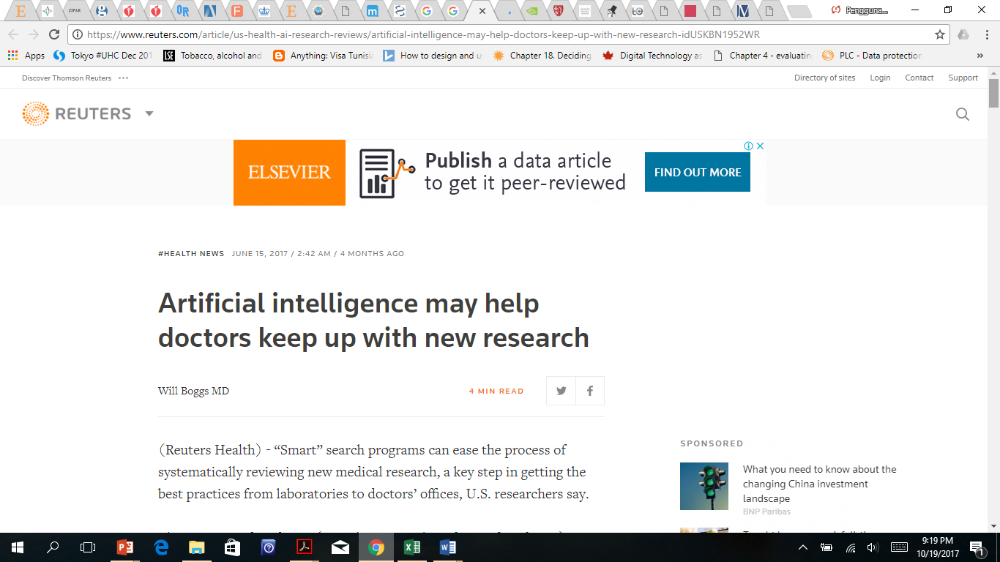 ZIPAR
Pengguna...
https://www.reuters.com/article/us-health-ai-research-reviews/artificial-intelligence-may-help-doctors-keep-up-with-new-research-idUSKBN1952WR
Apps Tokyo #UHC Dec 201 LSE Tobacco, alcohol and Anything: Visa Tunisia How to design and us Chapter 18. Deciding Digital Technology as Chapter 4 - evaluatin PLC - Data protection »
Discover Thomson Reuters ••• Directory of sites Login Contact Support
REUTERS
ELSEVIER
Publish a data article
to get it peer-reviewed
FIND OUT MORE
#HEALTH NEWS JUNE 15, 2017 / 2:42 AM / 4 MONTHS AGO
Artificial intelligence may help
doctors keep up with new research
Will Boggs MD 4 MIN READ
(Reuters Health) - “Smart” search programs can ease the process of
systematically reviewing new medical research, a key step in getting the
best practices from laboratories to doctors’ offices, U.S. researchers say.
SPONSORED
What you need to know about the
changing China investment
landscape
BNP Paribas
9:19 PM
10/19/2017
1